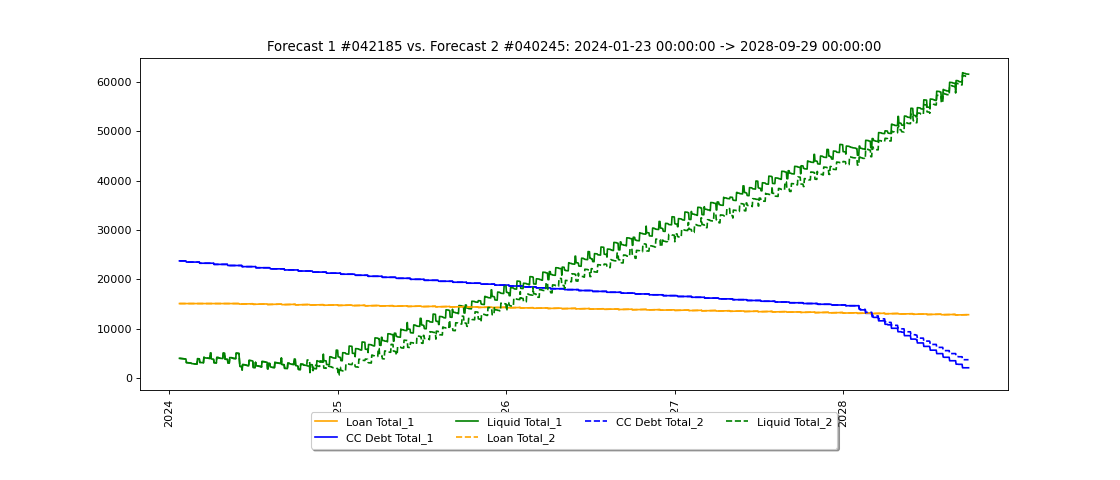 Forecast 1 #042185 vs. Forecast 2 #040245: 2024-01-23 00:00:00 -> 2028-09-29 00:00:00
60000
50000
40000
30000
20000
10000
0
2024
25
26
27
2028
Loan Total_1
Liquid Total_1
CC Debt Total_2
Liquid Total_2
CC Debt Total_1
Loan Total_2